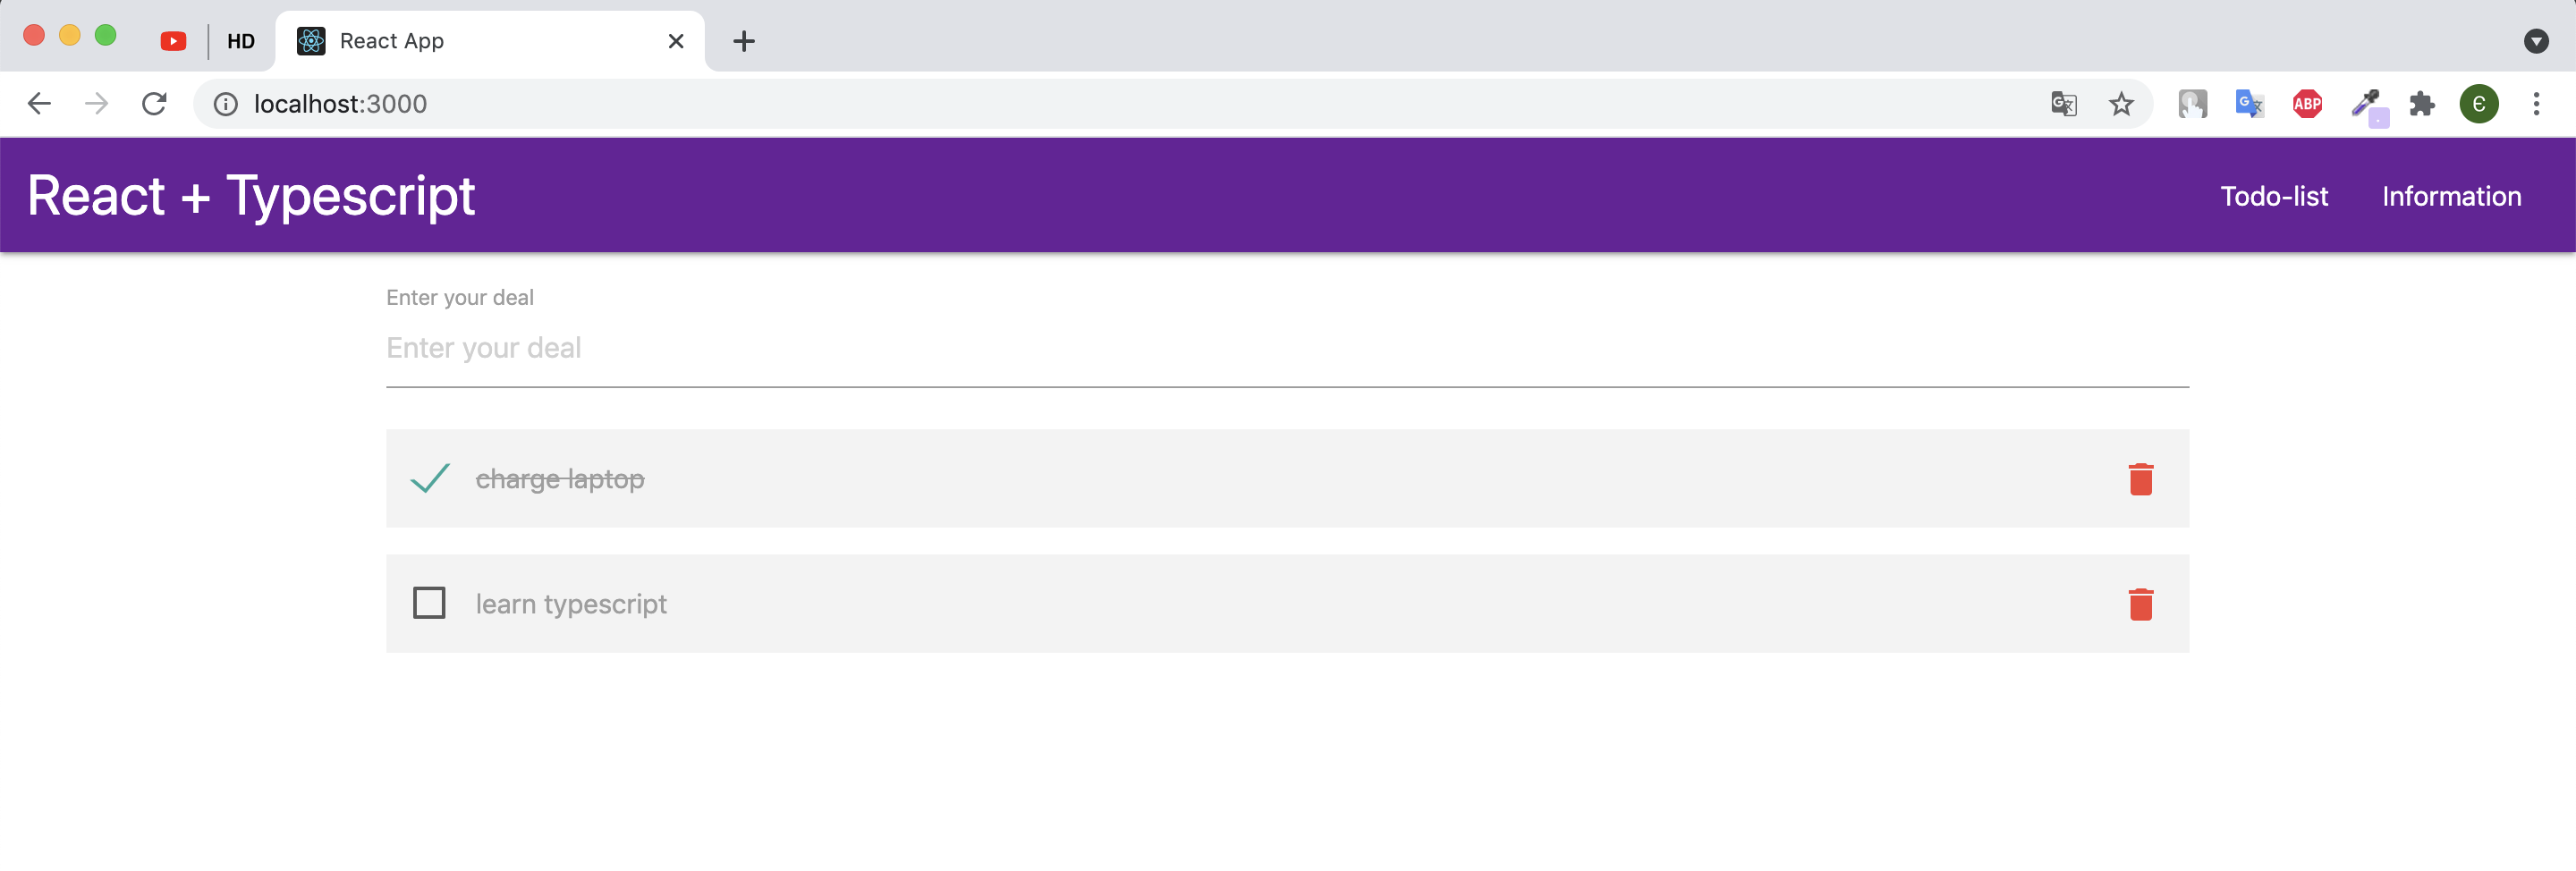 HD
React App
localhost:3000
ABP
Є
React + Typescript
Todo-list
Information
Enter your deal
Enter your deal
charge laptop
learn typescript